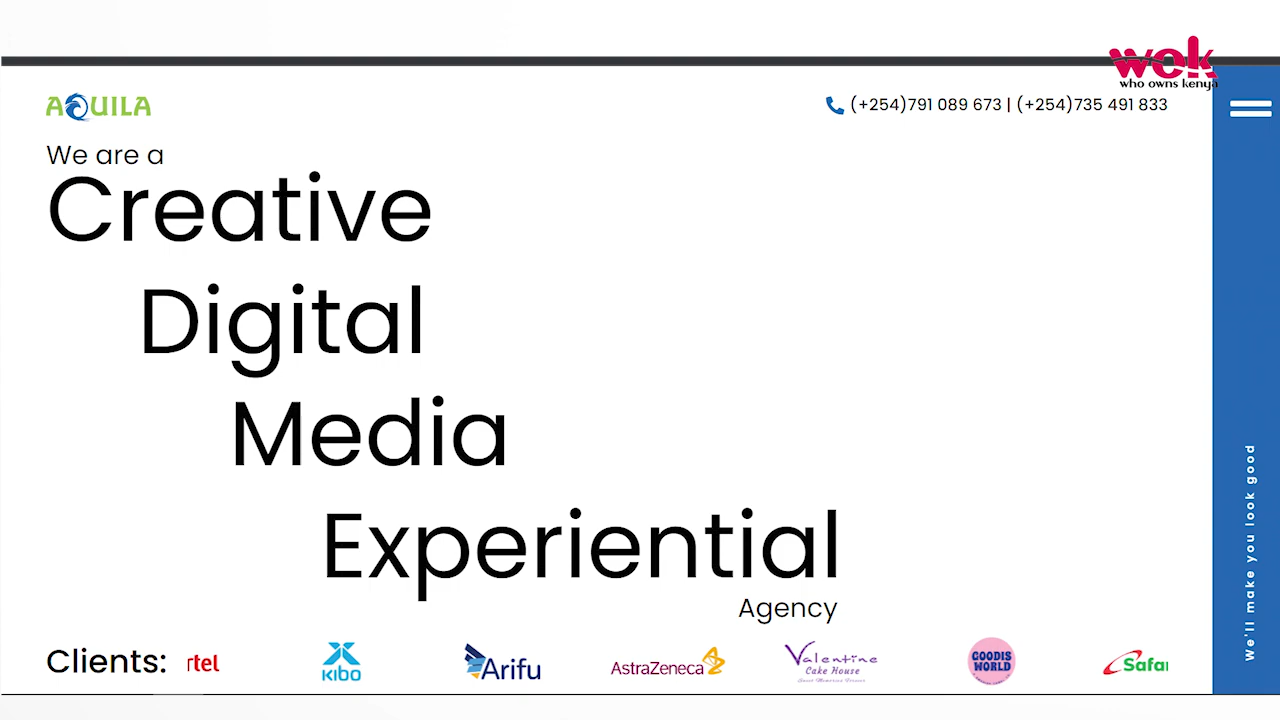 wok
who owns kenya
AQUILA
(+254)791 089 673 | (+254)735 491 833
We are a
Creative
Digital
Media
Experiential
Agency
We'll make you look good
Clients:
rtel
KIBO
Arifu
AstraZeneca
Valentine
Cake House
GOODIS
WORLD
Safar